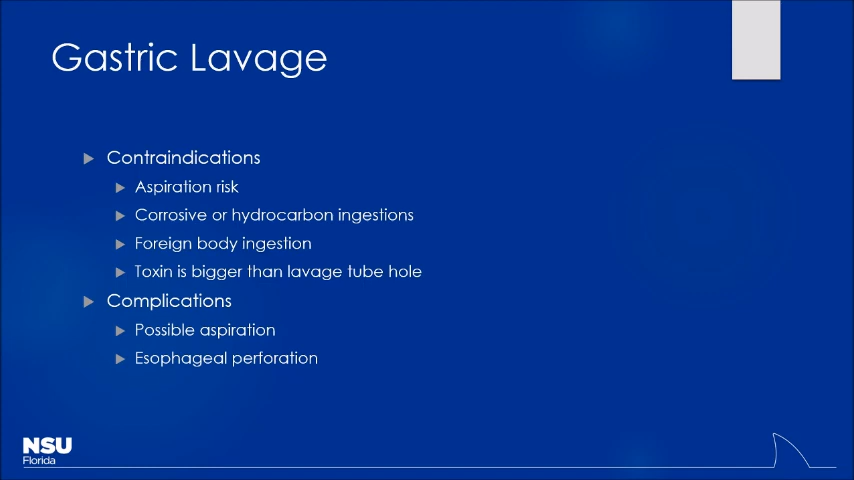 Gastric Lavage
Contraindications
Aspiration risk
Corrosive or hydrocarbon ingestions
Foreign body ingestion
Toxin is bigger than lavage tube hole
Complications
Possible aspiration
Esophageal perforation
NSU
Florida